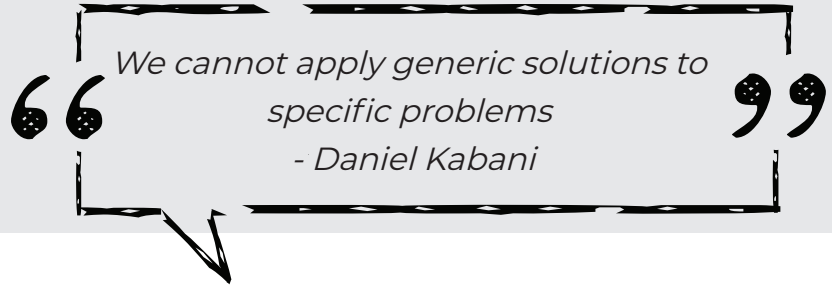 We cannot apply generic solutions to
specific problems
- Daniel Kabani